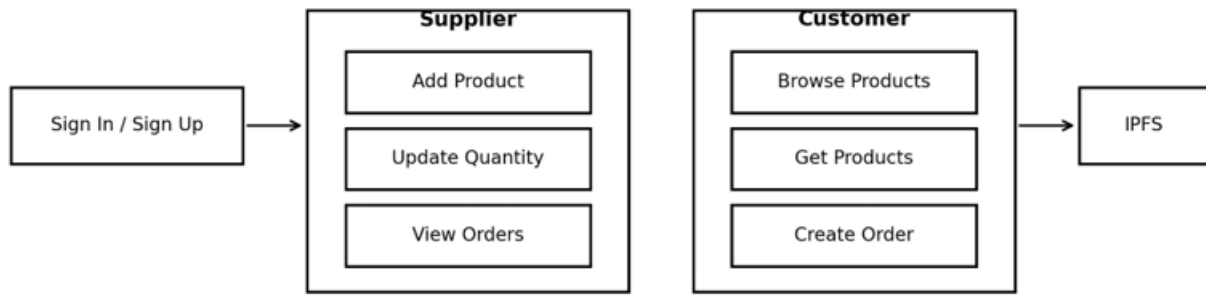 Sign In / Sign Up
Supplier
Add Product
Update Quantity
View Orders
Customer
Browse Products
Get Products
Create Order
IPFS